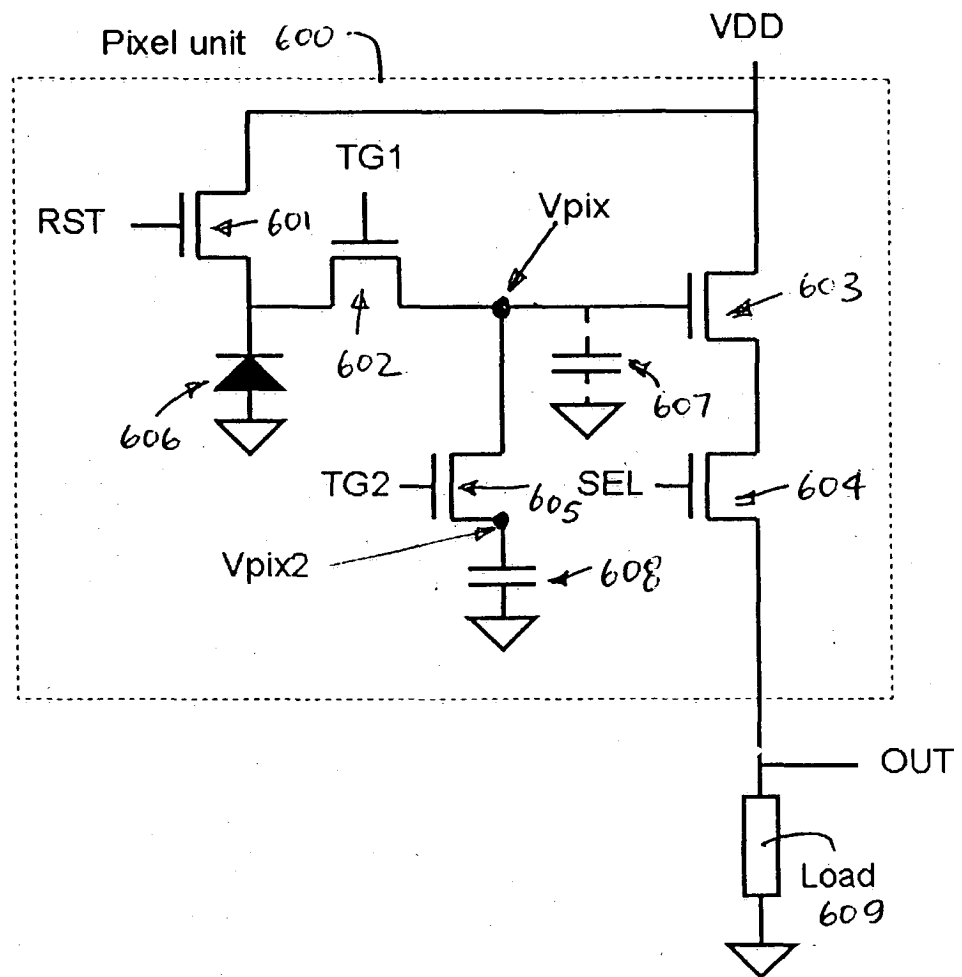 Pixel unit 600
VDD
TG1
Vpix
RST
601
603
602
607
606
TG2
605
SEL
604
Vpix2
608
OUT
Load
609